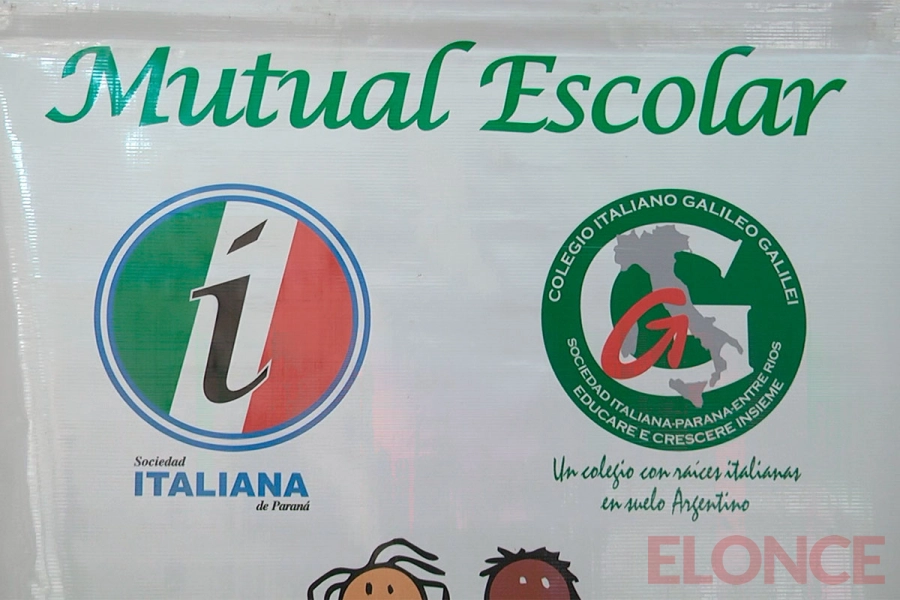 Mutual Escolar
i
Sociedad
ITALIANA
de Paraná
COLEGIO ITALIANO GALILEO GALILEI
G
G
SOCIEDAD ITALIANA-PARANA-ENTRE RIOS
EDUCARE E CRESCERE INSIEME
Un colegio con raíces italianas
en suelo Argentino
ELONCE